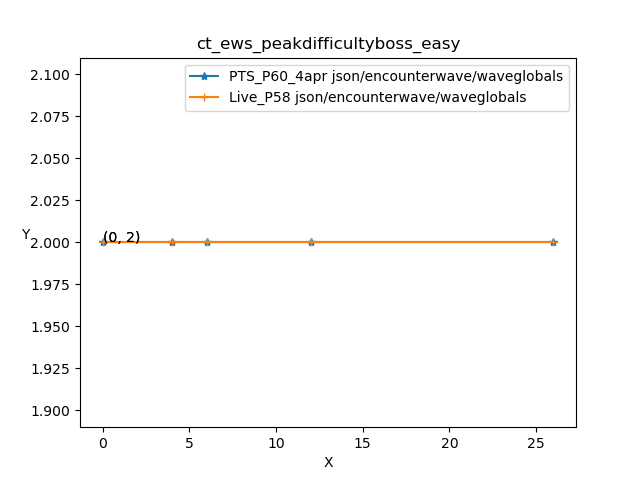 ct_ews_peakdifficultyboss_easy
PTS_P60_4apr json/encounterwave/waveglobals
Live_P58 json/encounterwave/waveglobals
2.100
2.075
2.050
2.025
2.000
1.975
1.950
1.925
1.900
Y
(0, 2)
0 5 10 15 20 25
X